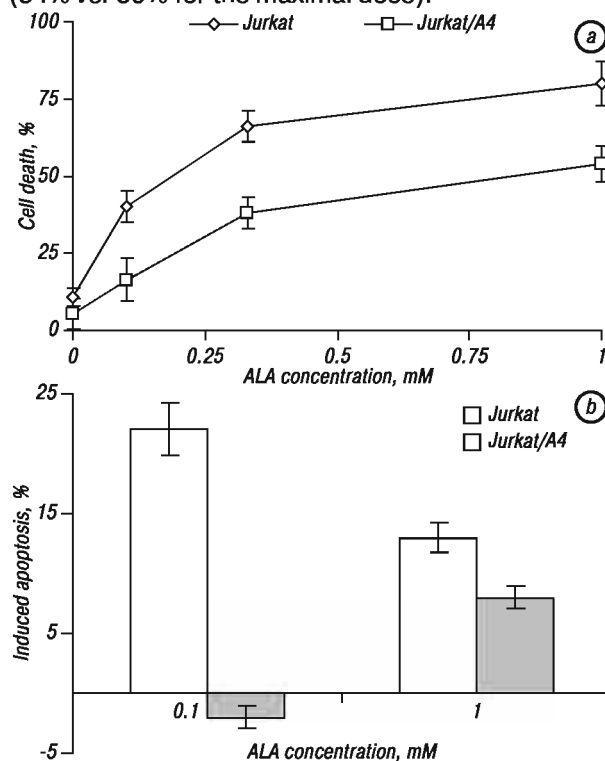 (54% vs. 80% for the maximal dose).
100
Jurkat
Jurkat/A4
a
75
Cell death, %
50
25
0
0
0.25
0.5
0.75
1
ALA concentration, mM
25
Jurkat
Jurkat/A4
b
15
Induced apoptosis, %
5
0.1
1
-5
ALA concentration, mM